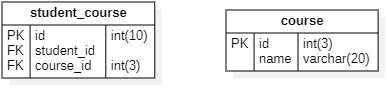 student_course
PK id int(10)
FK student_id
FK course_id int(3)
course
PK id int(3)
name varchar(20)